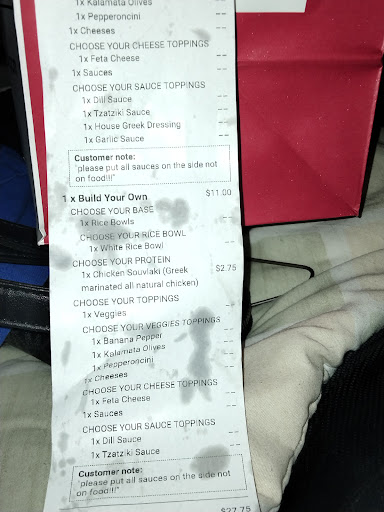 1x Kalamata Olives
1x Pepperoncini
1x Cheeses
CHOOSE YOUR CHEESE TOPPINGS
1x Feta Cheese --
1x Sauces --
CHOOSE YOUR SAUCE TOPPINGS
1x Dill Sauce --
1x Tzatziki Sauce --
1x House Greek Dressing --
1x Garlic Sauce --
Customer note:
"please put all sauces on the side not
on food!!!"
1 x Build Your Own $11.00
CHOOSE YOUR BASE
1x Rice Bowls --
CHOOSE YOUR RICE BOWL
1x White Rice Bowl --
CHOOSE YOUR PROTEIN
1x Chicken Souvlaki (Greek $2.75
marinated all natural chicken)
CHOOSE YOUR TOPPINGS
1x Veggies --
CHOOSE YOUR VEGGIES TOPPINGS
1x Banana Pepper --
1x Kalamata Olives --
1x Pepperoncini --
1x Cheeses --
CHOOSE YOUR CHEESE TOPPINGS
1x Feta Cheese --
1x Sauces --
CHOOSE YOUR SAUCE TOPPINGS
1x Dill Sauce --
1x Tzatziki Sauce --
Customer note:
"please put all sauces on the side not
on food!!!"
$27.75